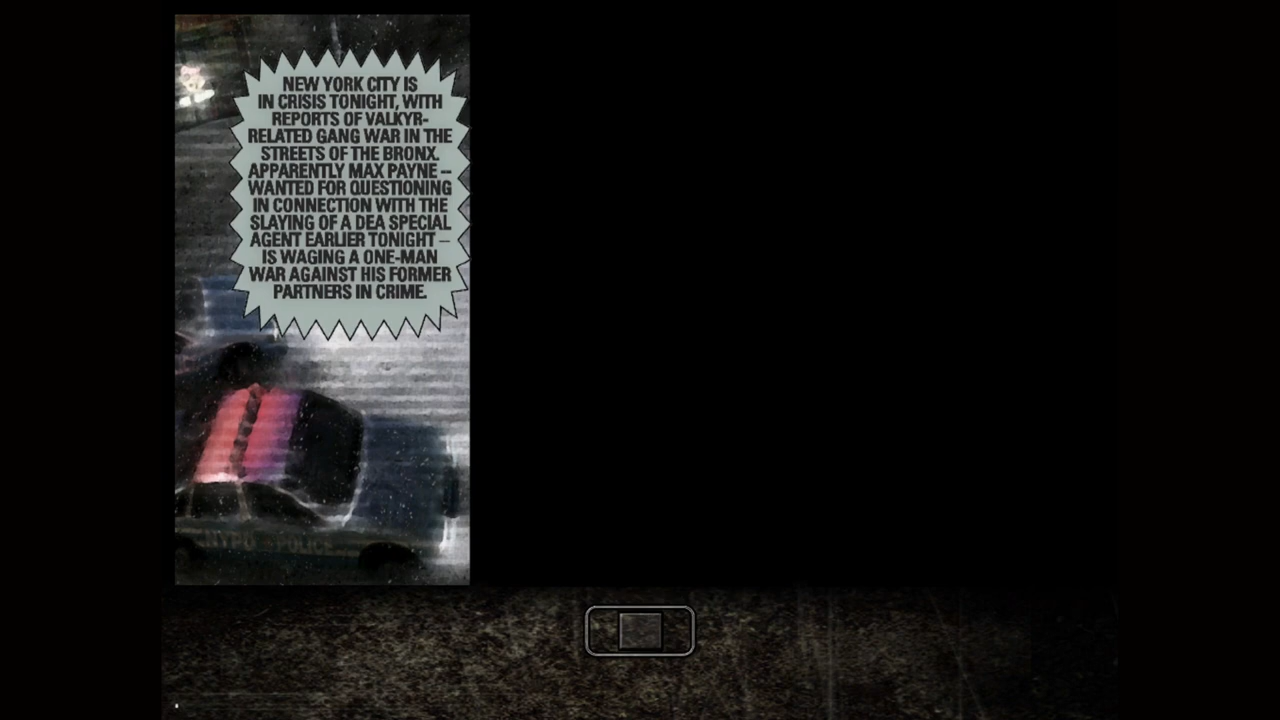 NEW YORK CITY IS
IN CRISIS TONIGHT, WITH
REPORTS OF VALKYR-
RELATED GANG WAR IN THE
STREETS OF THE BRONX.
APPARENTLY MAX PAYNE --
WANTED FOR QUESTIONING
IN CONNECTION WITH THE
SLAYING OF A DEA SPECIAL
AGENT EARLIER TONIGHT --
IS WAGING A ONE-MAN
WAR AGAINST HIS FORMER
PARTNERS IN CRIME.
NYPD POLICE